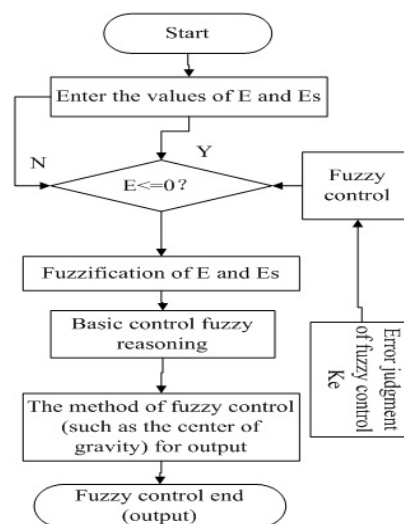 Start
Enter the values of E and Es
N
Y
E<=0?
Fuzzy
control
Fuzzification of E and Es
Basic control fuzzy
reasoning
Error judgment
of fuzzy control
Ke
The method of fuzzy control
(such as the center of
gravity) for output
Fuzzy control end
(output)